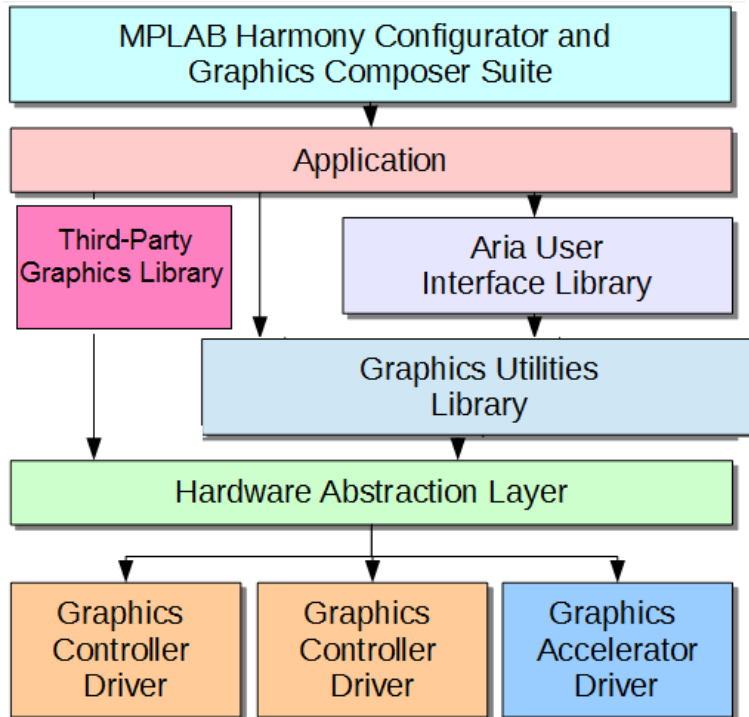 MPLAB Harmony Configurator and
Graphics Composer Suite
Application
Third-Party
Graphics Library
Aria User
Interface Library
Graphics Utilities
Library
Hardware Abstraction Layer
Graphics
Controller
Driver
Graphics
Controller
Driver
Graphics
Accelerator
Driver